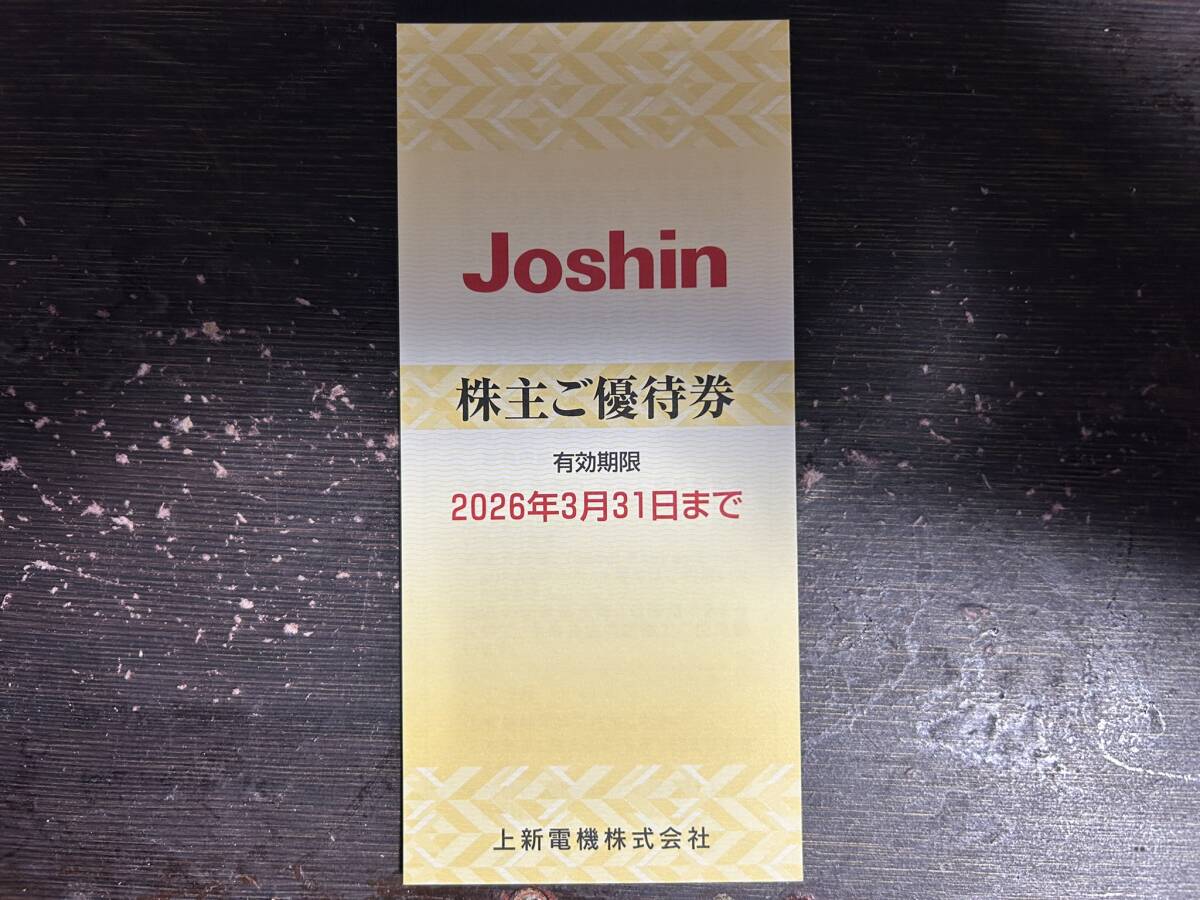 Joshin
株主ご優待券
有効期限
2026年3月31日まで
上新電機株式会社